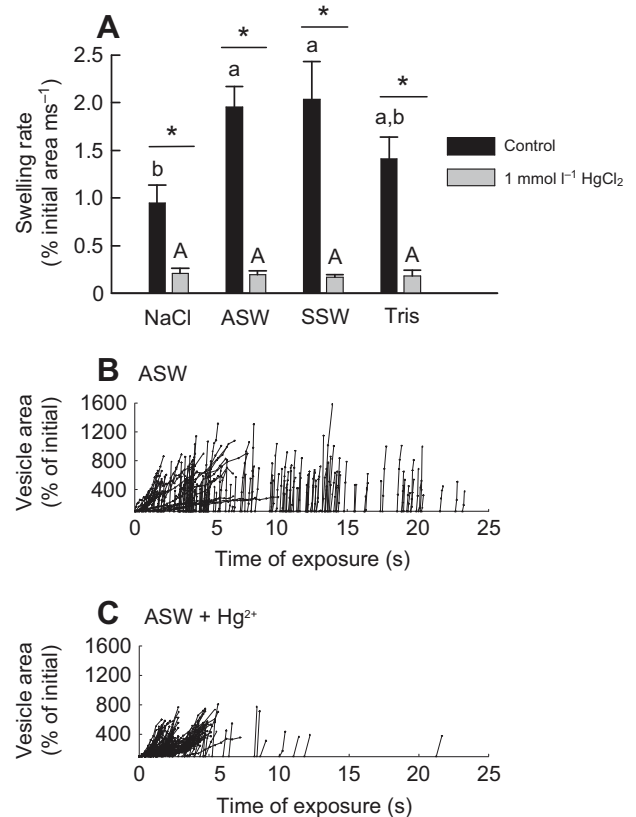 A
Swelling rate
(% initial area ms⁻¹)
2.5
2.0
1.5
1.0
0.5
0
* * * *
b a a a,b
A A A A
NaCl ASW SSW Tris
Control
1 mmol l⁻¹ HgCl₂
B ASW
Vesicle area
(% of initial)
1600
1200
800
400
0 5 10 15 20 25
Time of exposure (s)
C ASW + Hg²⁺
Vesicle area
(% of initial)
1600
1200
800
400
0 5 10 15 20 25
Time of exposure (s)